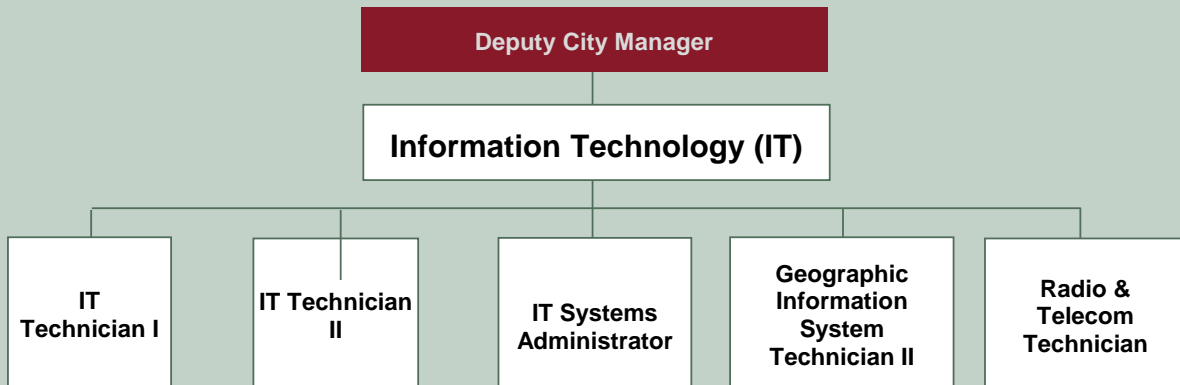 Deputy City Manager
Information Technology (IT)
IT
Technician I
IT Technician
II
IT Systems
Administrator
Geographic
Information
System
Technician II
Radio &
Telecom
Technician